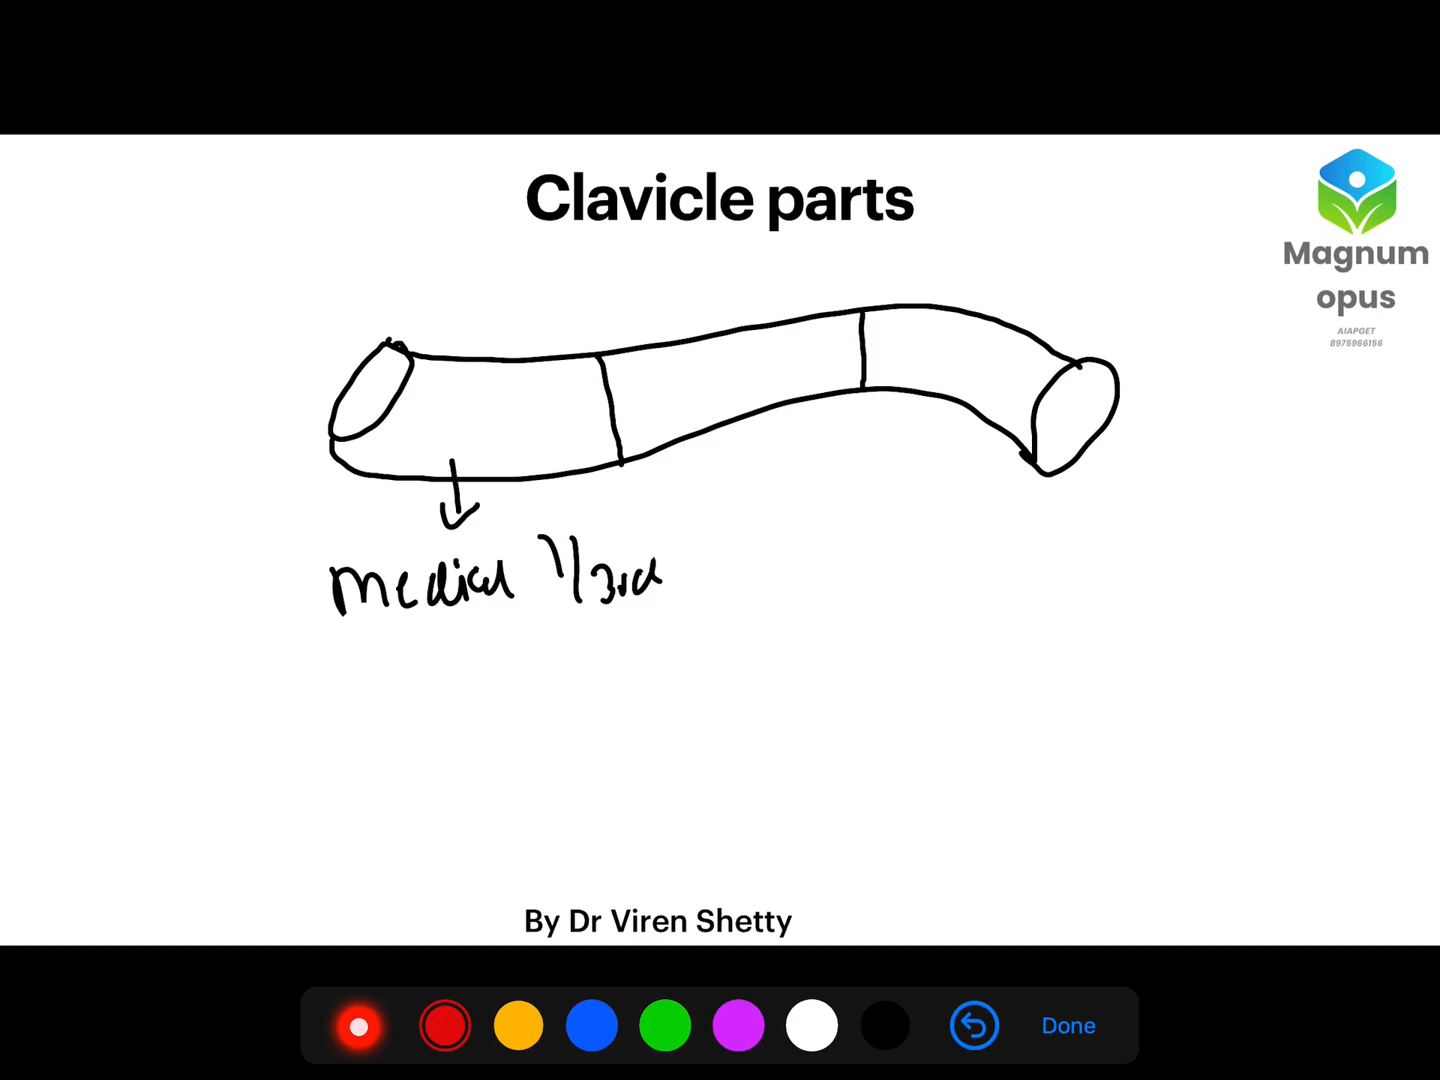 Clavicle parts
Magnum
opus
AIAPGET
8975966156
Medial 1/3rd
By Dr Viren Shetty
Done